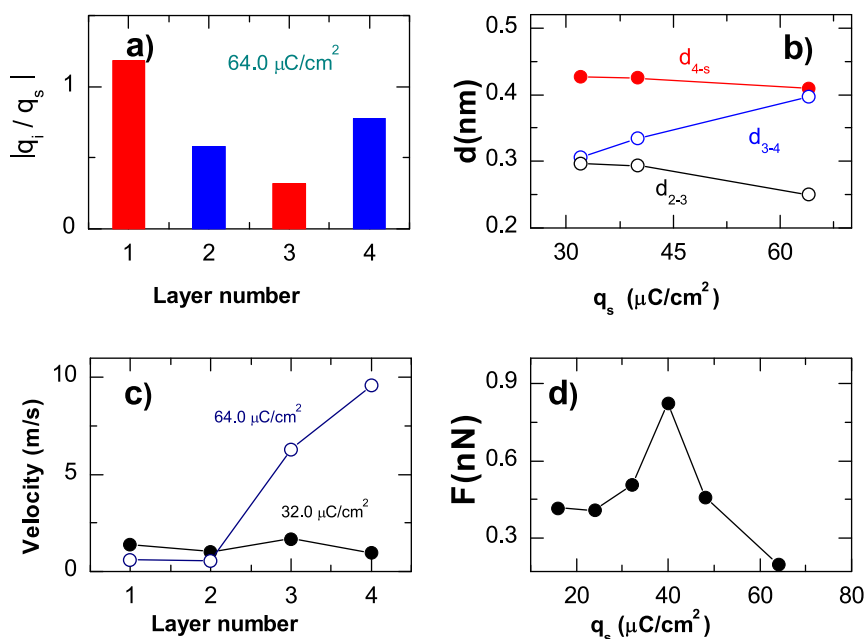 a)
64.0 μC/cm²
|qᵢ / qₛ |
1
0
1 2 3 4
Layer number
b)
d₄₋ₛ
d₃₋₄
d₂₋₃
d(nm)
0.5
0.4
0.3
0.2
30 45 60
qₛ (μC/cm²)
c)
64.0 μC/cm²
32.0 μC/cm²
Velocity (m/s)
10
5
0
1 2 3 4
Layer number
d)
F(nN)
0.9
0.6
0.3
20 40 60 80
qₛ (μC/cm²)